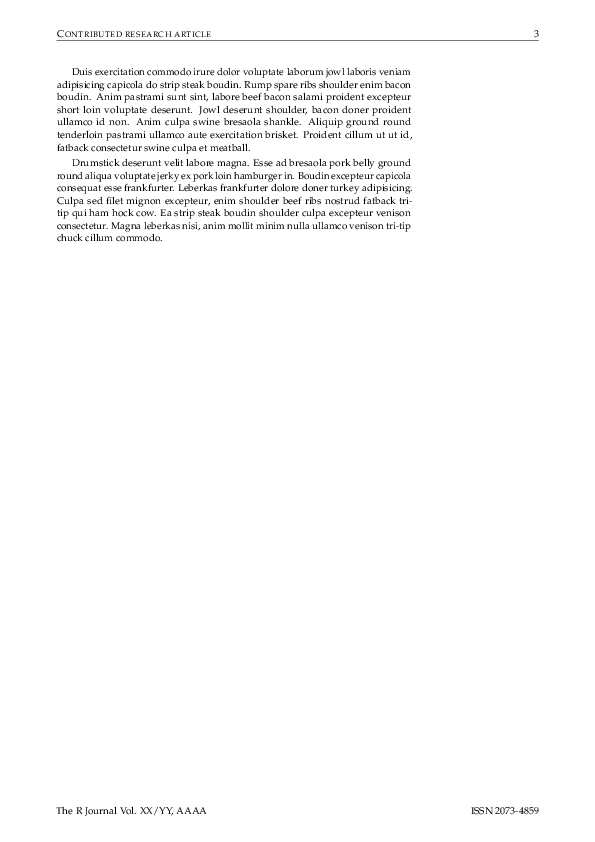 CONTRIBUTED RESEARCH ARTICLE 3
Duis exercitation commodo irure dolor voluptate laborum jowl laboris veniam
adipisicing capicola do strip steak boudin. Rump spare ribs shoulder enim bacon
boudin. Anim pastrami sunt sint, labore beef bacon salami proident excepteur
short loin voluptate deserunt. Jowl deserunt shoulder, bacon doner proident
ullamco id non. Anim culpa swine bresaola shankle. Aliquip ground round
tenderloin pastrami ullamco aute exercitation brisket. Proident cillum ut ut id,
fatback consectetur swine culpa et meatball.
Drumstick deserunt velit labore magna. Esse ad bresaola pork belly ground
round aliqua voluptate jerky ex pork loin hamburger in. Boudin excepteur capicola
consequat esse frankfurter. Leberkas frankfurter dolore doner turkey adipisicing.
Culpa sed filet mignon excepteur, enim shoulder beef ribs nostrud fatback tri-
tip qui ham hock cow. Ea strip steak boudin shoulder culpa excepteur venison
consectetur. Magna leberkas nisi, anim mollit minim nulla ullamco venison tri-tip
chuck cillum commodo.
The R Journal Vol. XX/YY, AAAA ISSN 2073-4859